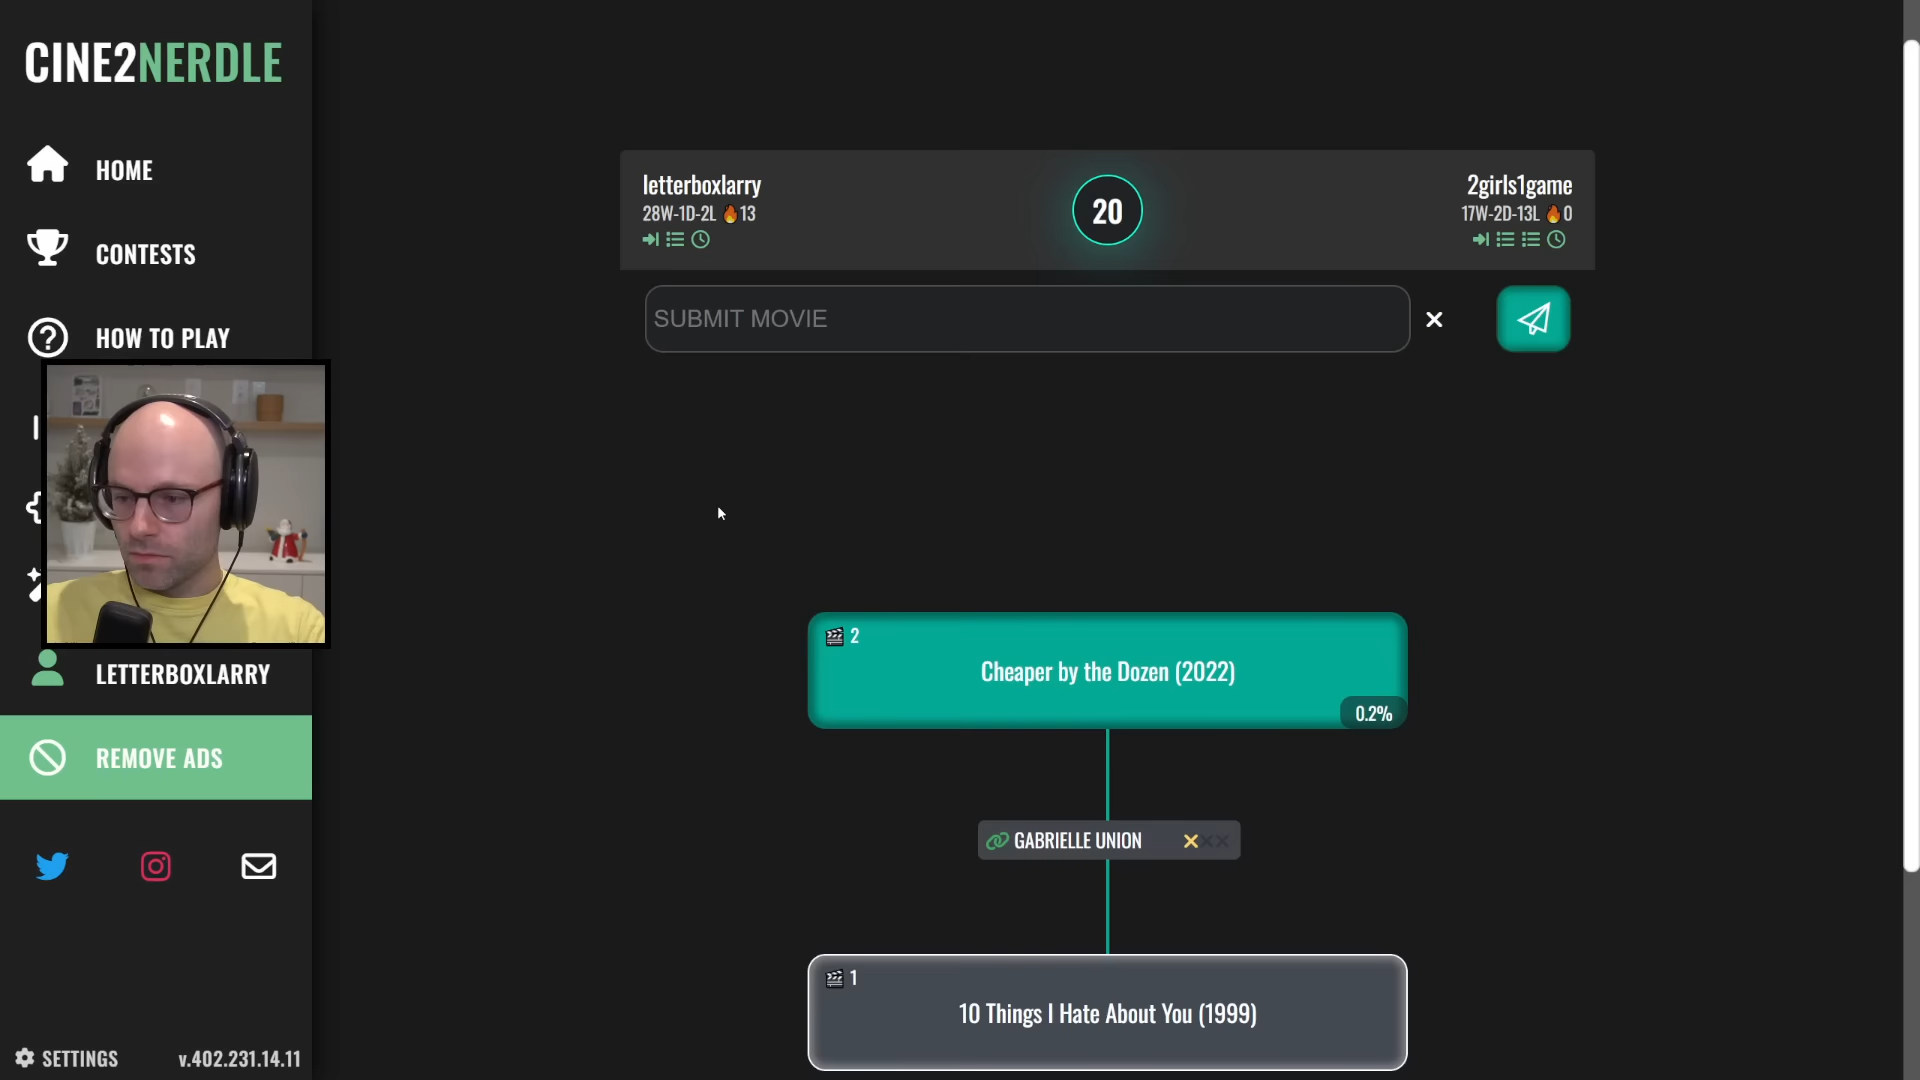 CINE2NERDLE
HOME
CONTESTS
HOW TO PLAY
LETTERBOXLARRY
REMOVE ADS
SETTINGS
v.402.231.14.11
letterboxlarry
28W-1D-2L 🔥13
20
2girls1game
17W-2D-13L 🔥0
SUBMIT MOVIE
2
Cheaper by the Dozen (2022)
0.2%
GABRIELLE UNION
1
10 Things I Hate About You (1999)